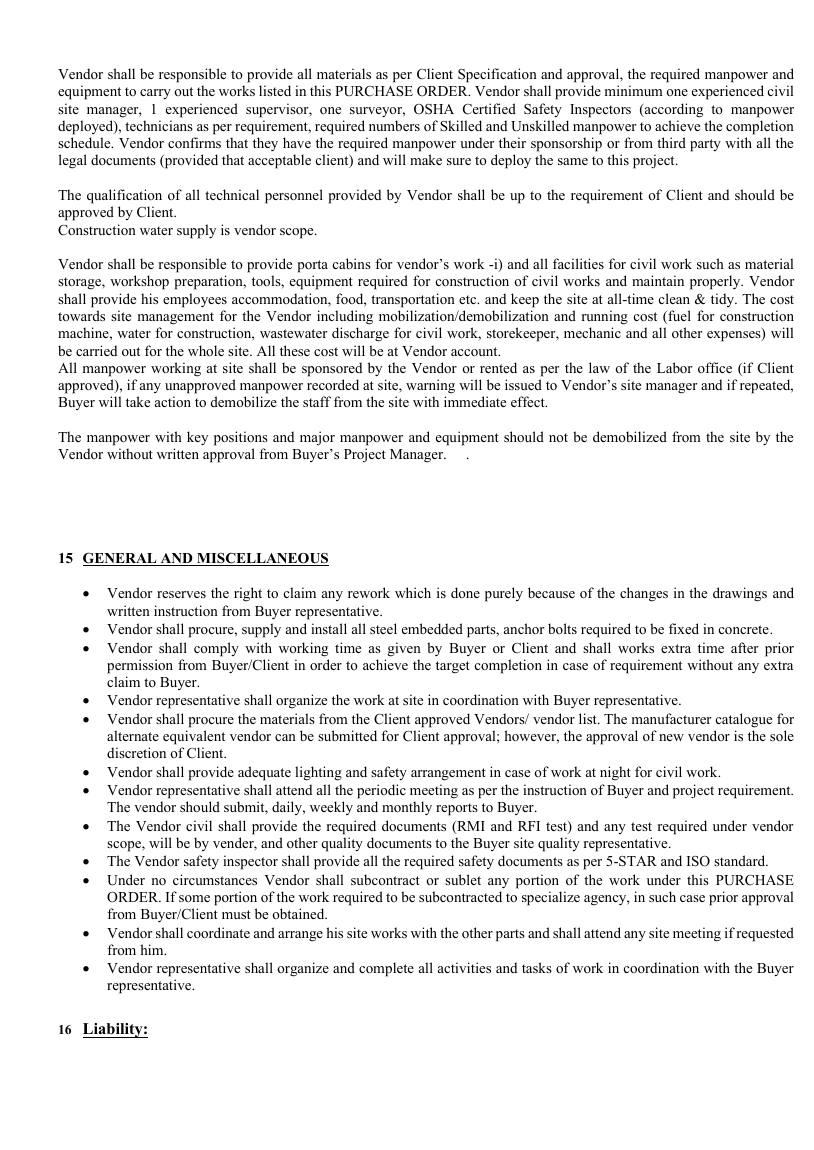 Vendor shall be responsible to provide all materials as per Client Specification and approval, the required manpower and
equipment to carry out the works listed in this PURCHASE ORDER. Vendor shall provide minimum one experienced civil
site manager, 1 experienced supervisor, one surveyor, OSHA Certified Safety Inspectors (according to manpower
deployed), technicians as per requirement, required numbers of Skilled and Unskilled manpower to achieve the completion
schedule. Vendor confirms that they have the required manpower under their sponsorship or from third party with all the
legal documents (provided that acceptable client) and will make sure to deploy the same to this project.
The qualification of all technical personnel provided by Vendor shall be up to the requirement of Client and should be
approved by Client.
Construction water supply is vendor scope.
Vendor shall be responsible to provide porta cabins for vendor’s work -i) and all facilities for civil work such as material
storage, workshop preparation, tools, equipment required for construction of civil works and maintain properly. Vendor
shall provide his employees accommodation, food, transportation etc. and keep the site at all-time clean & tidy. The cost
towards site management for the Vendor including mobilization/demobilization and running cost (fuel for construction
machine, water for construction, wastewater discharge for civil work, storekeeper, mechanic and all other expenses) will
be carried out for the whole site. All these cost will be at Vendor account.
All manpower working at site shall be sponsored by the Vendor or rented as per the law of the Labor office (if Client
approved), if any unapproved manpower recorded at site, warning will be issued to Vendor’s site manager and if repeated,
Buyer will take action to demobilize the staff from the site with immediate effect.
The manpower with key positions and major manpower and equipment should not be demobilized from the site by the
Vendor without written approval from Buyer’s Project Manager. .
15 GENERAL AND MISCELLANEOUS
• Vendor reserves the right to claim any rework which is done purely because of the changes in the drawings and
written instruction from Buyer representative.
• Vendor shall procure, supply and install all steel embedded parts, anchor bolts required to be fixed in concrete.
• Vendor shall comply with working time as given by Buyer or Client and shall works extra time after prior
permission from Buyer/Client in order to achieve the target completion in case of requirement without any extra
claim to Buyer.
• Vendor representative shall organize the work at site in coordination with Buyer representative.
• Vendor shall procure the materials from the Client approved Vendors/ vendor list. The manufacturer catalogue for
alternate equivalent vendor can be submitted for Client approval; however, the approval of new vendor is the sole
discretion of Client.
• Vendor shall provide adequate lighting and safety arrangement in case of work at night for civil work.
• Vendor representative shall attend all the periodic meeting as per the instruction of Buyer and project requirement.
The vendor should submit, daily, weekly and monthly reports to Buyer.
• The Vendor civil shall provide the required documents (RMI and RFI test) and any test required under vendor
scope, will be by vender, and other quality documents to the Buyer site quality representative.
• The Vendor safety inspector shall provide all the required safety documents as per 5-STAR and ISO standard.
• Under no circumstances Vendor shall subcontract or sublet any portion of the work under this PURCHASE
ORDER. If some portion of the work required to be subcontracted to specialize agency, in such case prior approval
from Buyer/Client must be obtained.
• Vendor shall coordinate and arrange his site works with the other parts and shall attend any site meeting if requested
from him.
• Vendor representative shall organize and complete all activities and tasks of work in coordination with the Buyer
representative.
16 Liability: